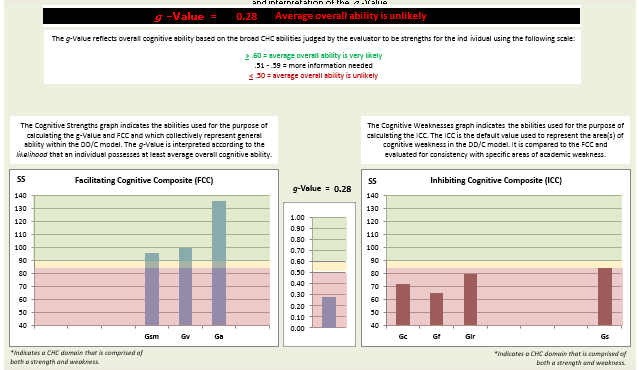 and interpretation of the g-Value
g -Value = 0.28 Average overall ability is unlikely
The g-Value reflects overall cognitive ability based on the broad CHC abilities judged by the evaluator to be strengths for the individual using the following scale:
> .60 = average overall ability is very likely
.51 - .59 = more information needed
< .50 = average overall ability is unlikely
The Cognitive Strengths graph indicates the abilities used for the purpose of
calculating the g-Value and FCC and which collectively represent general
ability within the DD/C model. The g-Value is interpreted according to the
likelihood that an individual possesses at least average overall cognitive ability.
The Cognitive Weaknesses graph indicates the abilities used for the purpose of
calculating the ICC. The ICC is the default value used to represent the area(s) of
cognitive weakness in the DD/C model. It is compared to the FCC and
evaluated for consistency with specific areas of academic weakness.
SS Facilitating Cognitive Composite (FCC)
140
130
120
110
100
90
80
70
60
50
40
Gsm Gv Ga
*Indicates a CHC domain that is comprised of
both a strength and weakness.
g-Value = 0.28
1.00
0.90
0.80
0.70
0.60
0.50
0.40
0.30
0.20
0.10
0.00
SS Inhibiting Cognitive Composite (ICC)
140
130
120
110
100
90
80
70
60
50
40
Gc Gf Glr Gs
*Indicates a CHC domain that is comprised of
both a strength and weakness.